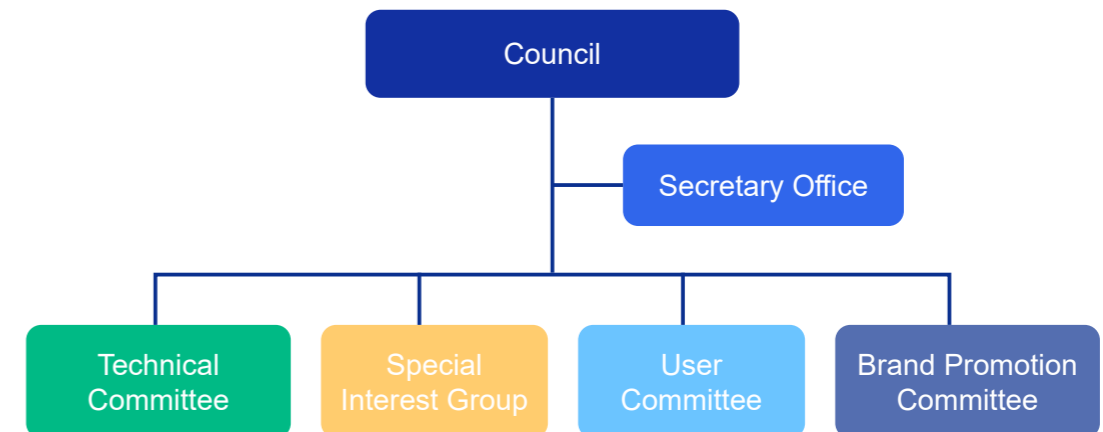 Council
Secretary Office
Technical
Committee
Special
Interest Group
User
Committee
Brand Promotion
Committee